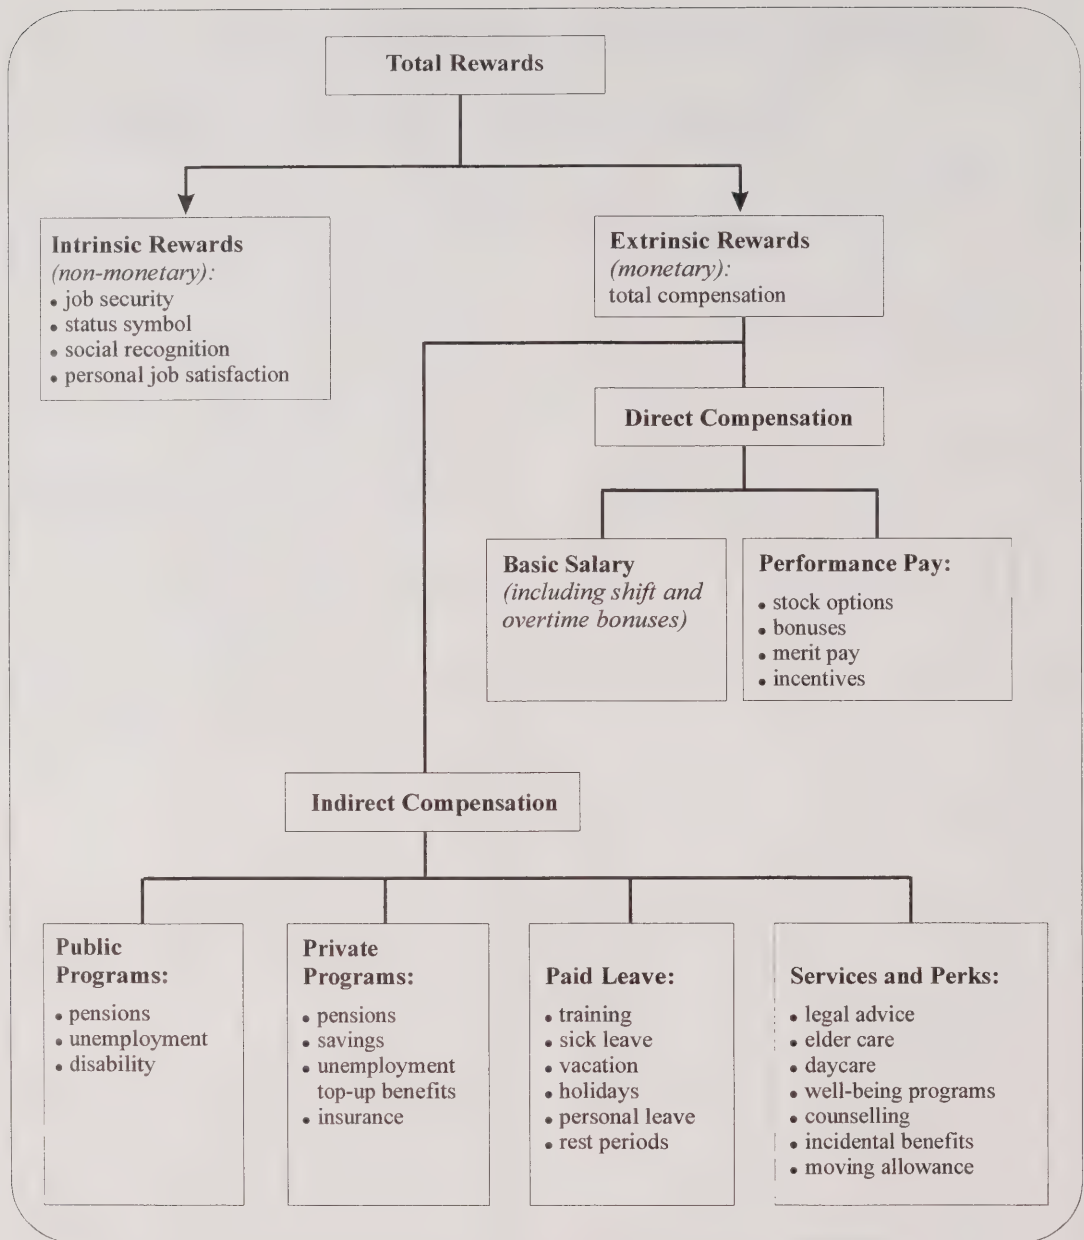 Total Rewards
Intrinsic Rewards
(non-monetary):
• job security
• status symbol
• social recognition
• personal job satisfaction
Extrinsic Rewards
(monetary):
total compensation
Direct Compensation
Basic Salary
(including shift and
overtime bonuses)
Performance Pay:
• stock options
• bonuses
• merit pay
• incentives
Indirect Compensation
Public
Programs:
• pensions
• unemployment
• disability
Private
Programs:
• pensions
• savings
• unemployment
top-up benefits
• insurance
Paid Leave:
• training
• sick leave
• vacation
• holidays
• personal leave
• rest periods
Services and Perks:
• legal advice
• elder care
• daycare
• well-being programs
• counselling
• incidental benefits
• moving allowance